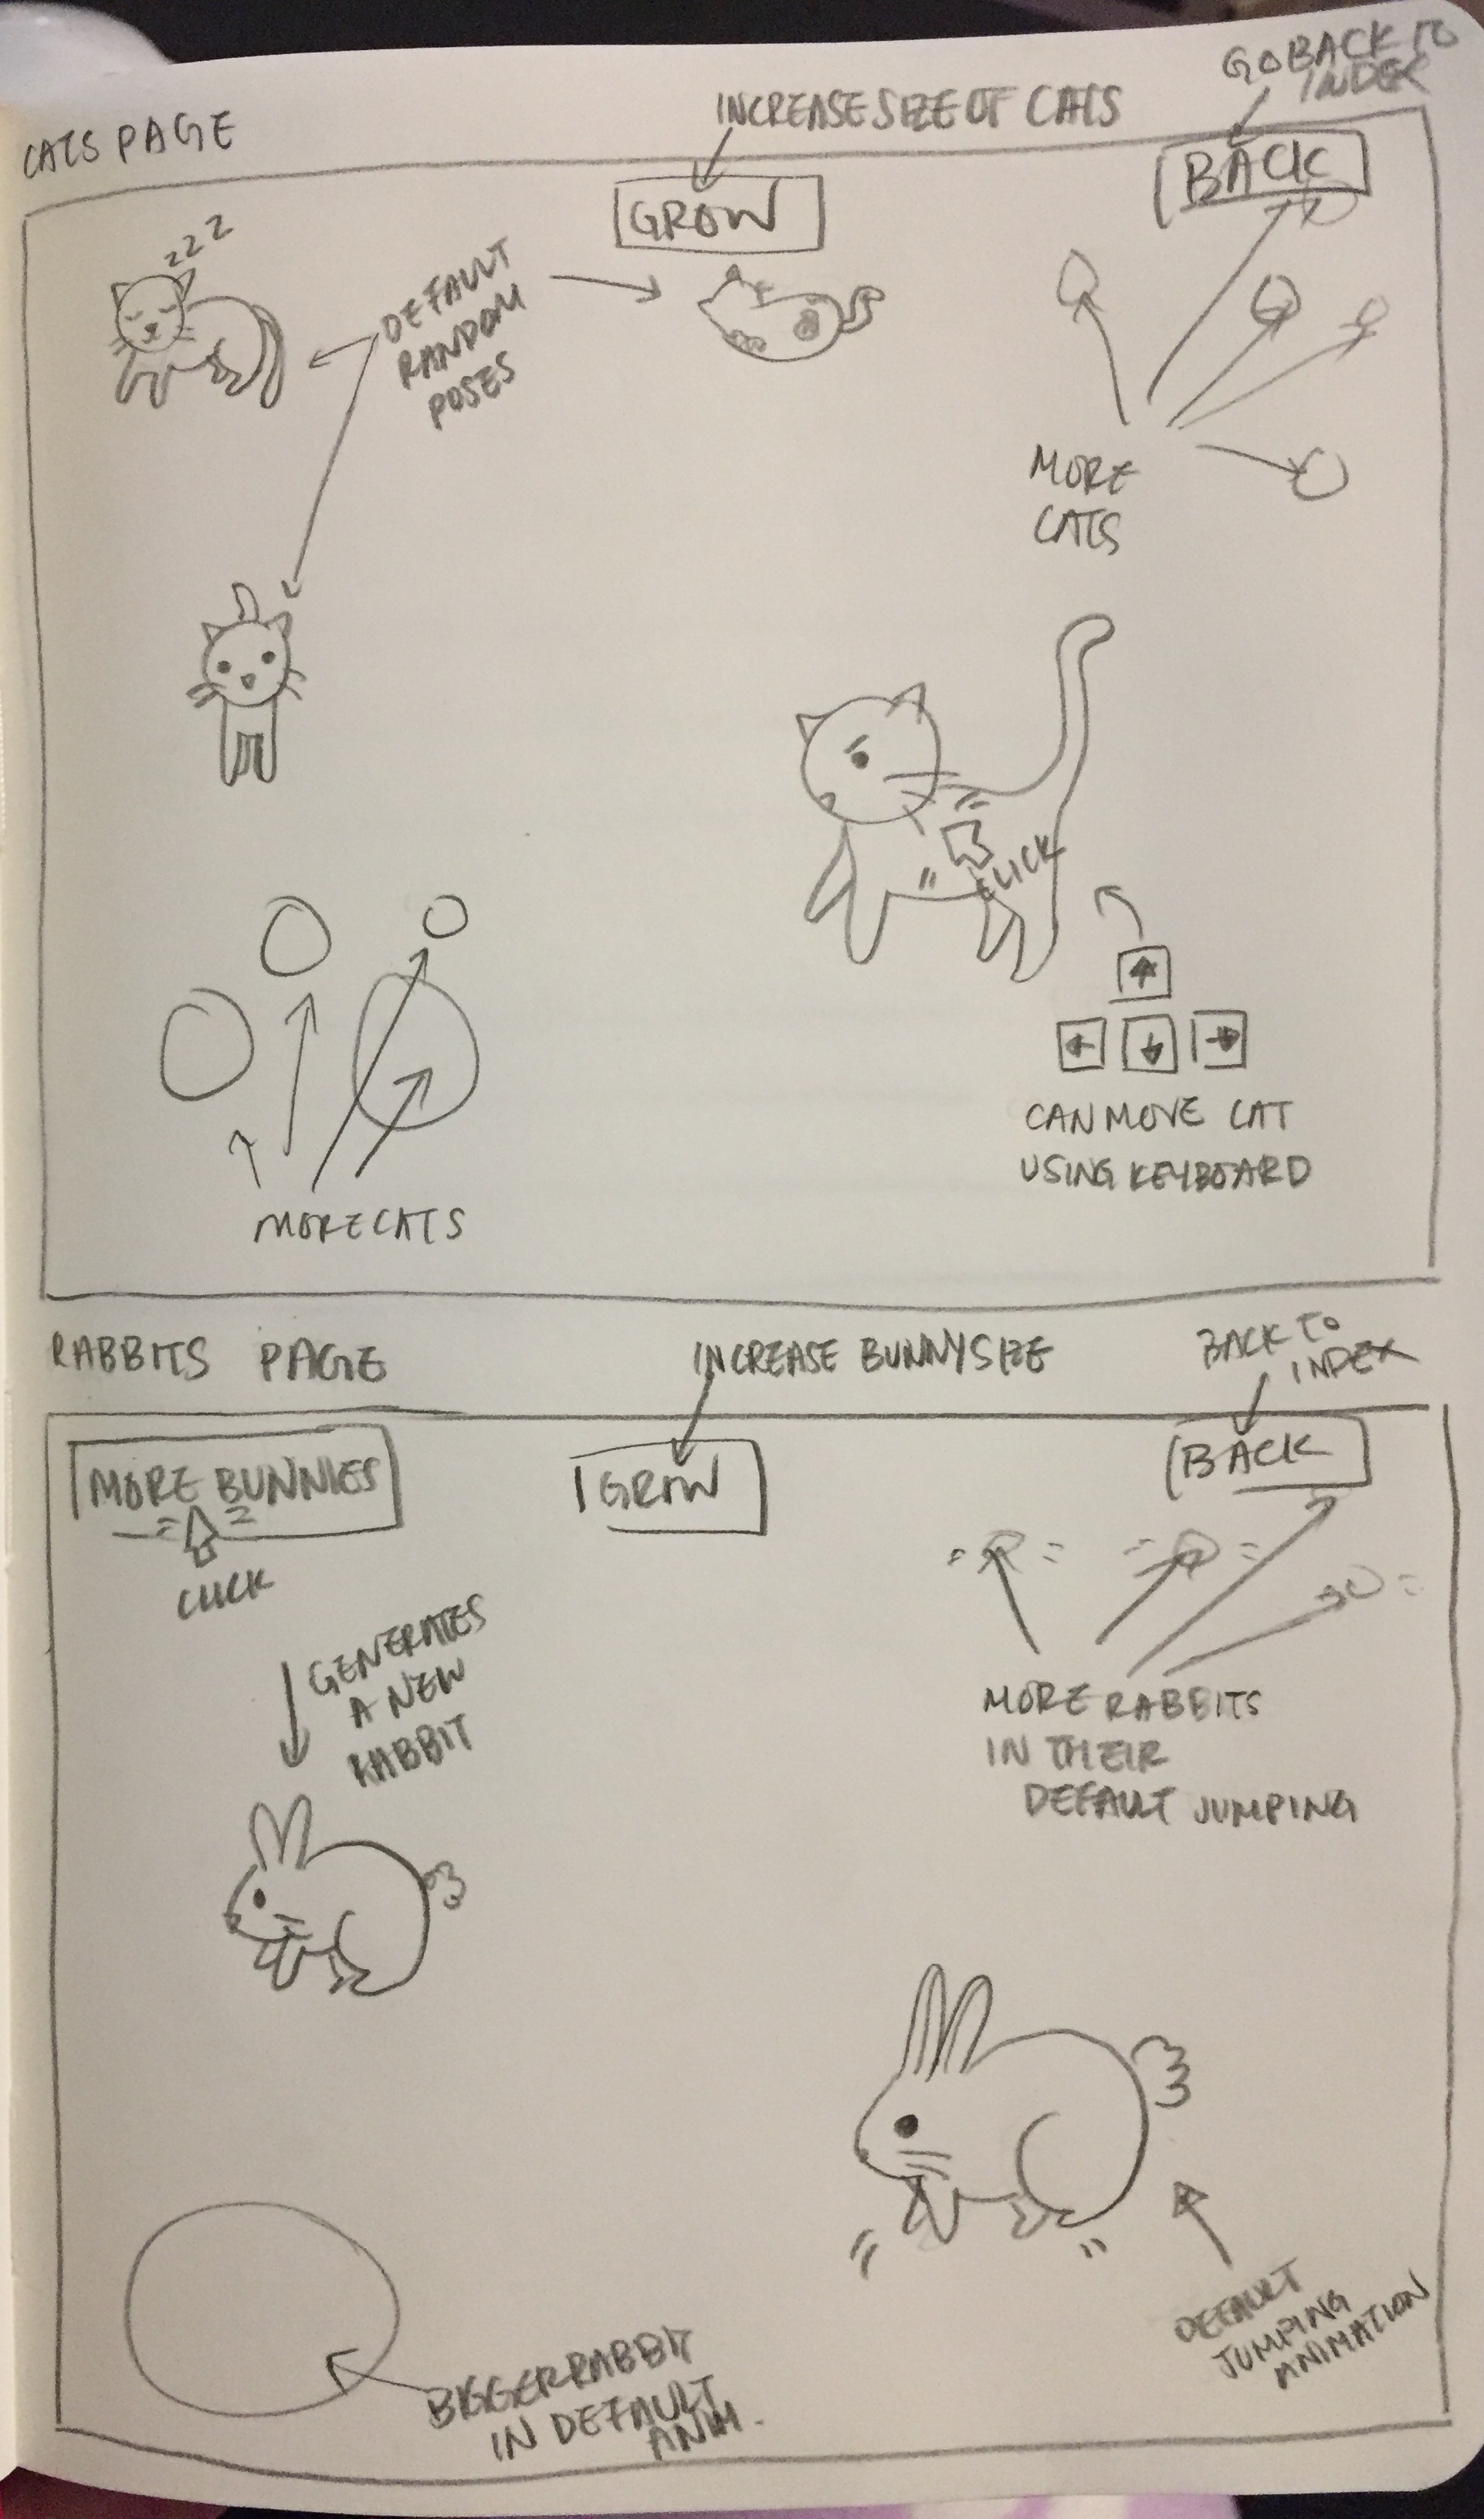 GO BACK TO
INDEX
INCREASE SIZE OF CATS
CATS PAGE
BACK
GROW
zzz
DEFAULT
RANDOM
POSES
MORE
CATS
CLICK
CAN MOVE CAT
USING KEYBOARD
MORE CATS
RABBITS PAGE
INCREASE BUNNY SIZE
BACK TO
INDEX
MORE BUNNIES
GROW
BACK
CLICK
GENERATES
A NEW
RABBIT
MORE RABBITS
IN THEIR
DEFAULT JUMPING
DEFAULT
JUMPING
ANIMATION
BIGGER RABBIT
IN DEFAULT
ANIM.